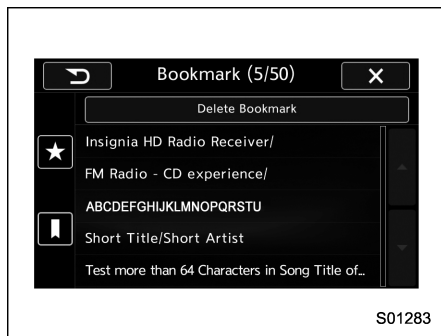 Bookmark (5/50)
Delete Bookmark
Insignia HD Radio Receiver/
FM Radio - CD experience/
ABCDEFGHIJKLMNOPQRSTU
Short Title/Short Artist
Test more than 64 Characters in Song Title of...
S01283